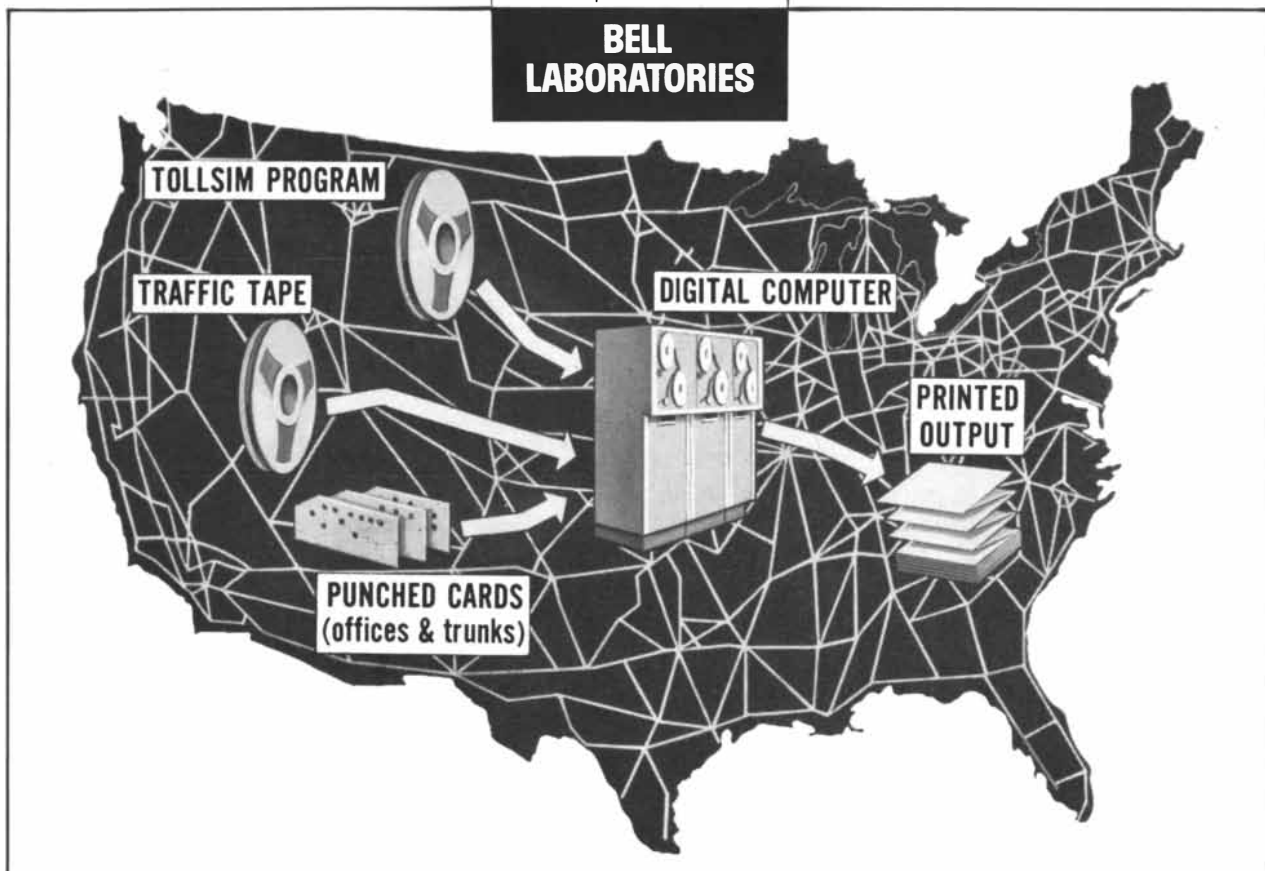 BELL
LABORATORIES
TOLLSIM PROGRAM
TRAFFIC TAPE
DIGITAL COMPUTER
PRINTED
OUTPUT
PUNCHED CARDS
(offices & trunks)